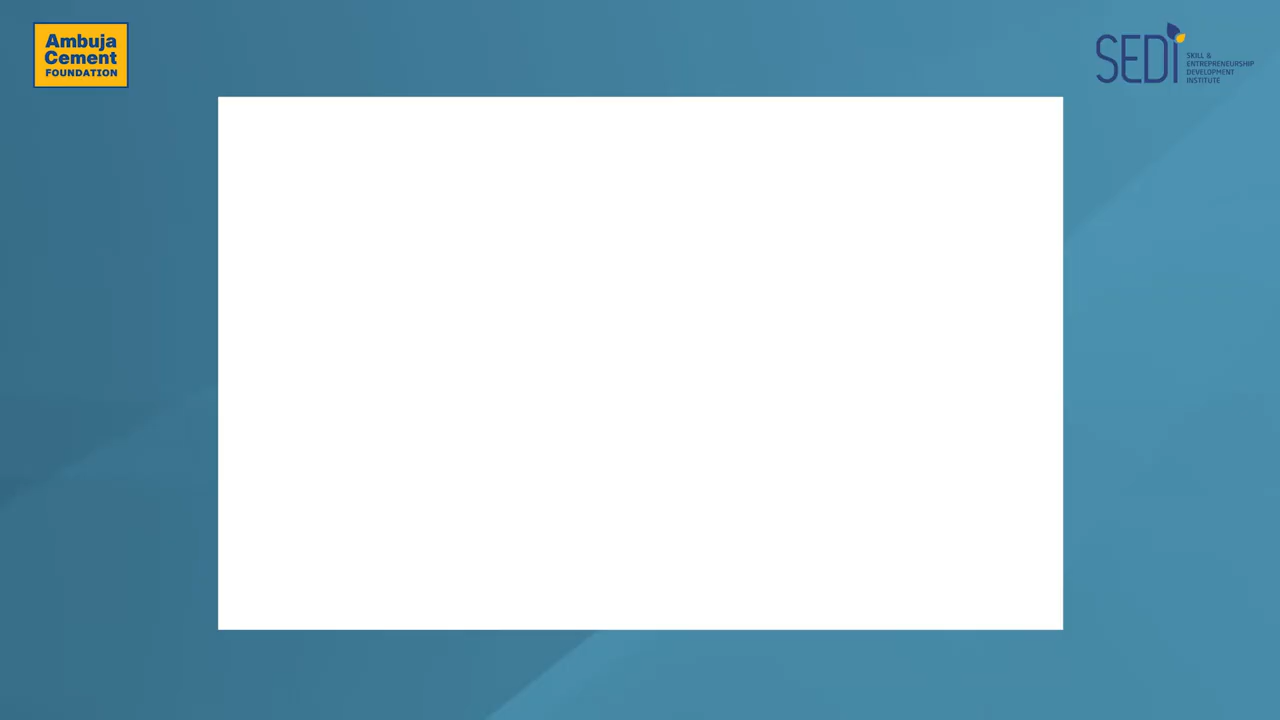 Ambuja
Cement
FOUNDATION
SEDI
SKILL &
ENTREPRENEURSHIP
DEVELOPMENT
INSTITUTE